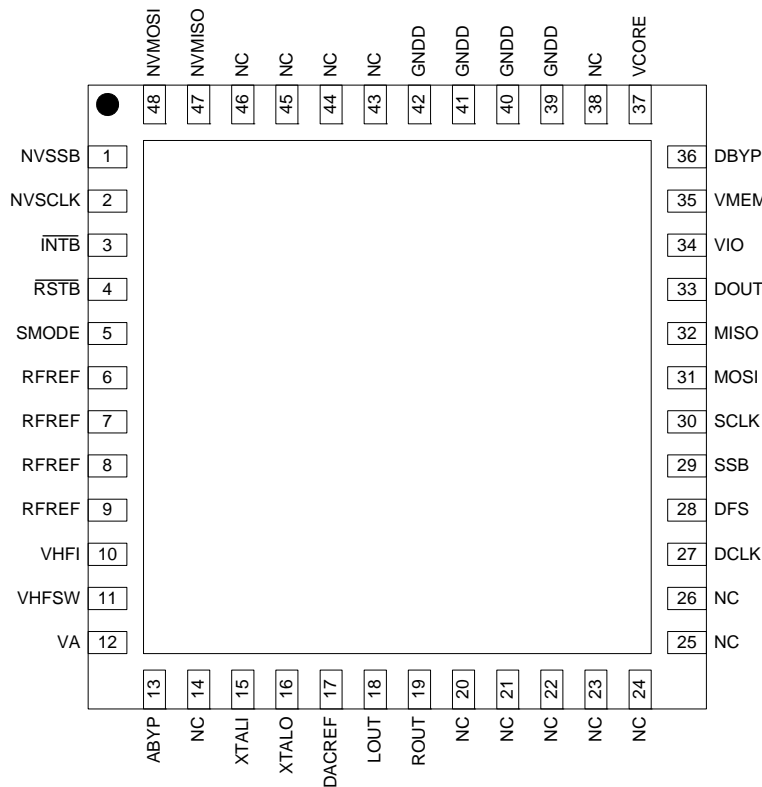 NVMOSI NVMISO NC NC NC NC GNDD GNDD GNDD GNDD NC VCORE
48 47 46 45 44 43 42 41 40 39 38 37
NVSSB 1 36 DBYP
NVSCLK 2 35 VMEM
INTB 3 34 VIO
RSTB 4 33 DOUT
SMODE 5 32 MISO
RFREF 6 31 MOSI
RFREF 7 30 SCLK
RFREF 8 29 SSB
RFREF 9 28 DFS
VHFI 10 27 DCLK
VHFSW 11 26 NC
VA 12 25 NC
13 14 15 16 17 18 19 20 21 22 23 24
ABYP NC XTALI XTALO DACREF LOUT ROUT NC NC NC NC NC